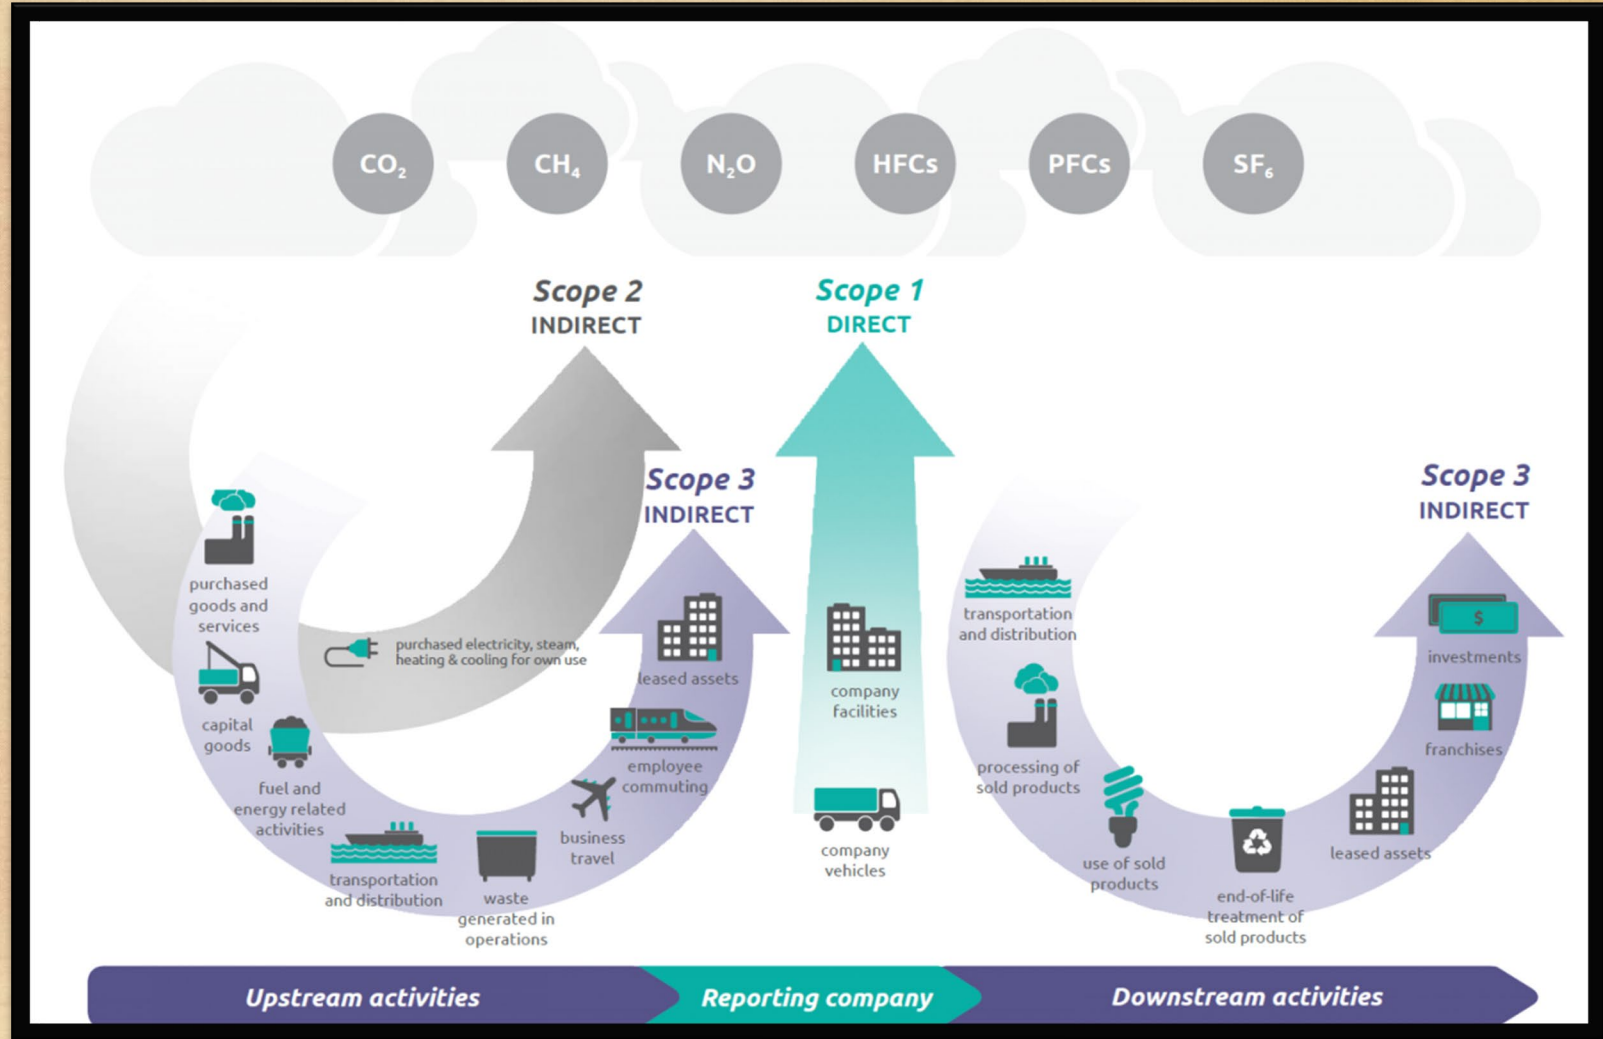 CO₂
CH₄
N₂O
HFCs
PFCs
SF₆
Scope 2
INDIRECT
Scope 1
DIRECT
Scope 3
INDIRECT
Scope 3
INDIRECT
purchased
goods and
services
capital
goods
fuel and
energy related
activities
transportation
and distribution
waste
generated in
operations
business
travel
employee
commuting
leased assets
purchased electricity, steam,
heating & cooling for own use
company
facilities
company
vehicles
transportation
and distribution
processing of
sold products
use of sold
products
end-of-life
treatment of
sold products
leased assets
franchises
$
investments
Upstream activities
Reporting company
Downstream activities